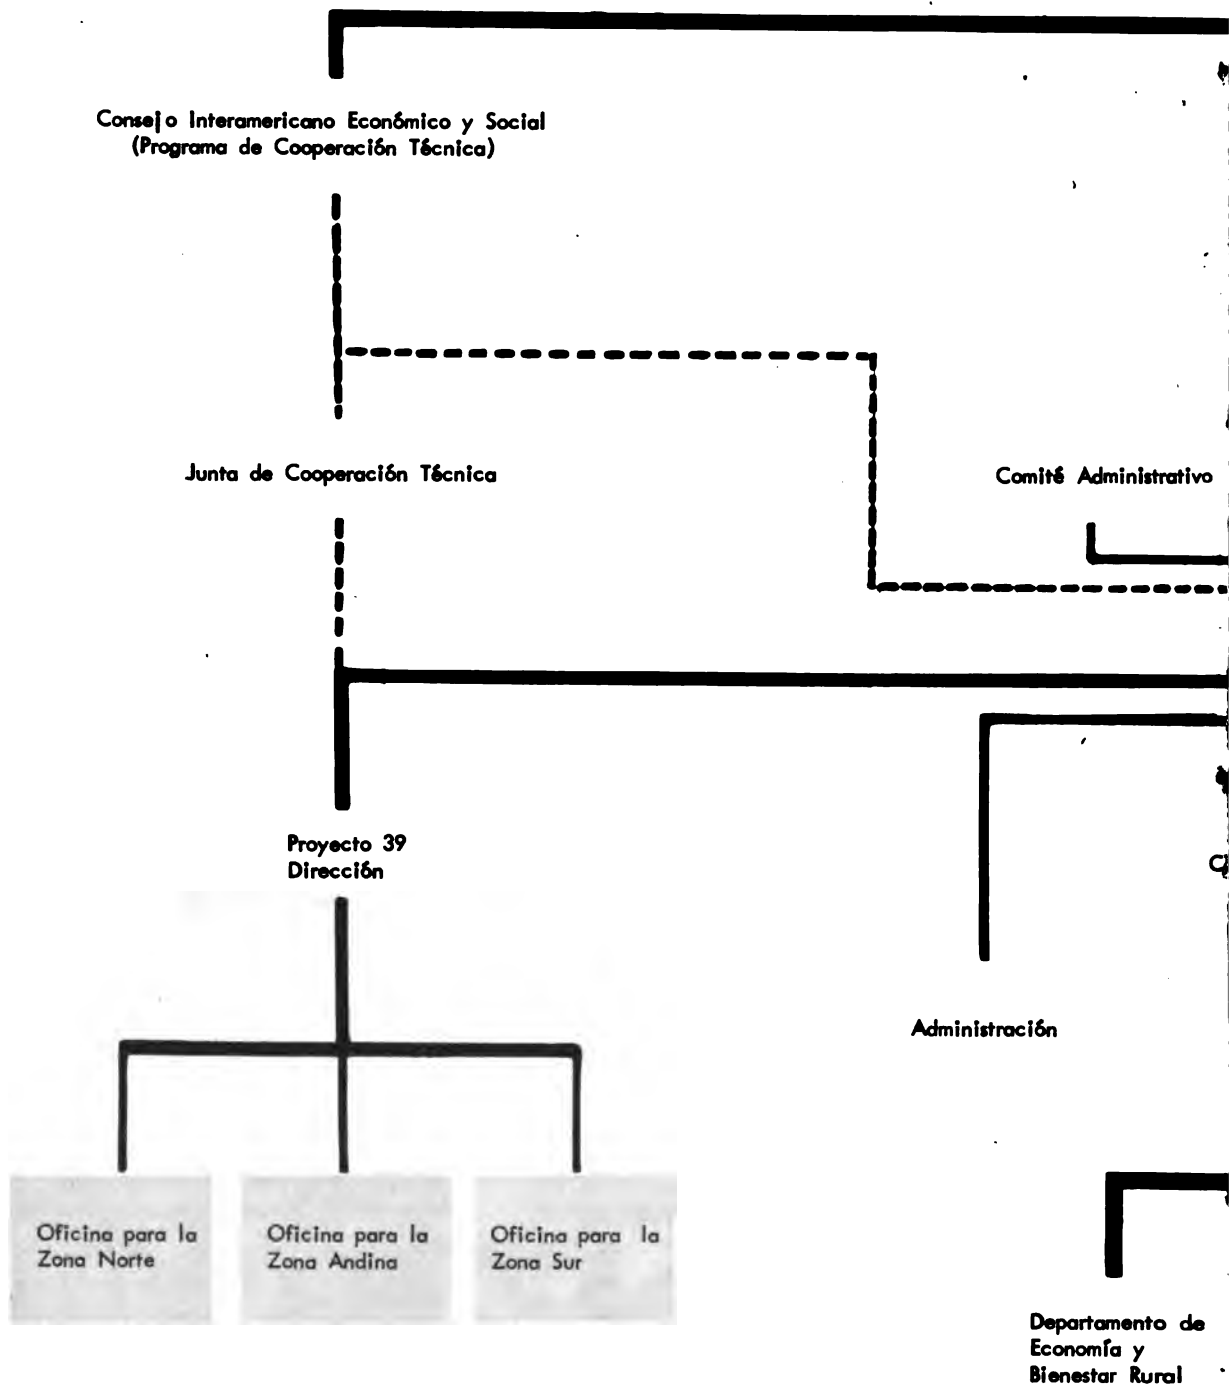 Consejo Interamericano Económico y Social
(Programa de Cooperación Técnica)
Junta de Cooperación Técnica
Comité Administrativo
Proyecto 39
Dirección
Administración
Oficina para la
Zona Norte
Oficina para la
Zona Andina
Oficina para la
Zona Sur
Departamento de
Economía y
Bienestar Rural